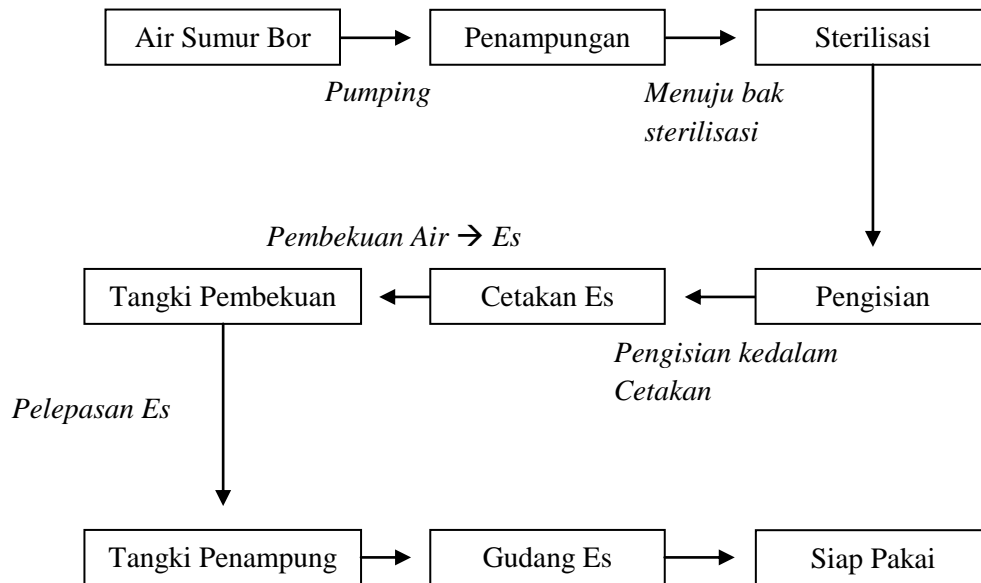 Air Sumur Bor
Penampungan
Sterilisasi
Pumping
Menuju bak
sterilisasi
Pembekuan Air → Es
Tangki Pembekuan
Cetakan Es
Pengisian
Pengisian kedalam
Cetakan
Pelepasan Es
Tangki Penampung
Gudang Es
Siap Pakai